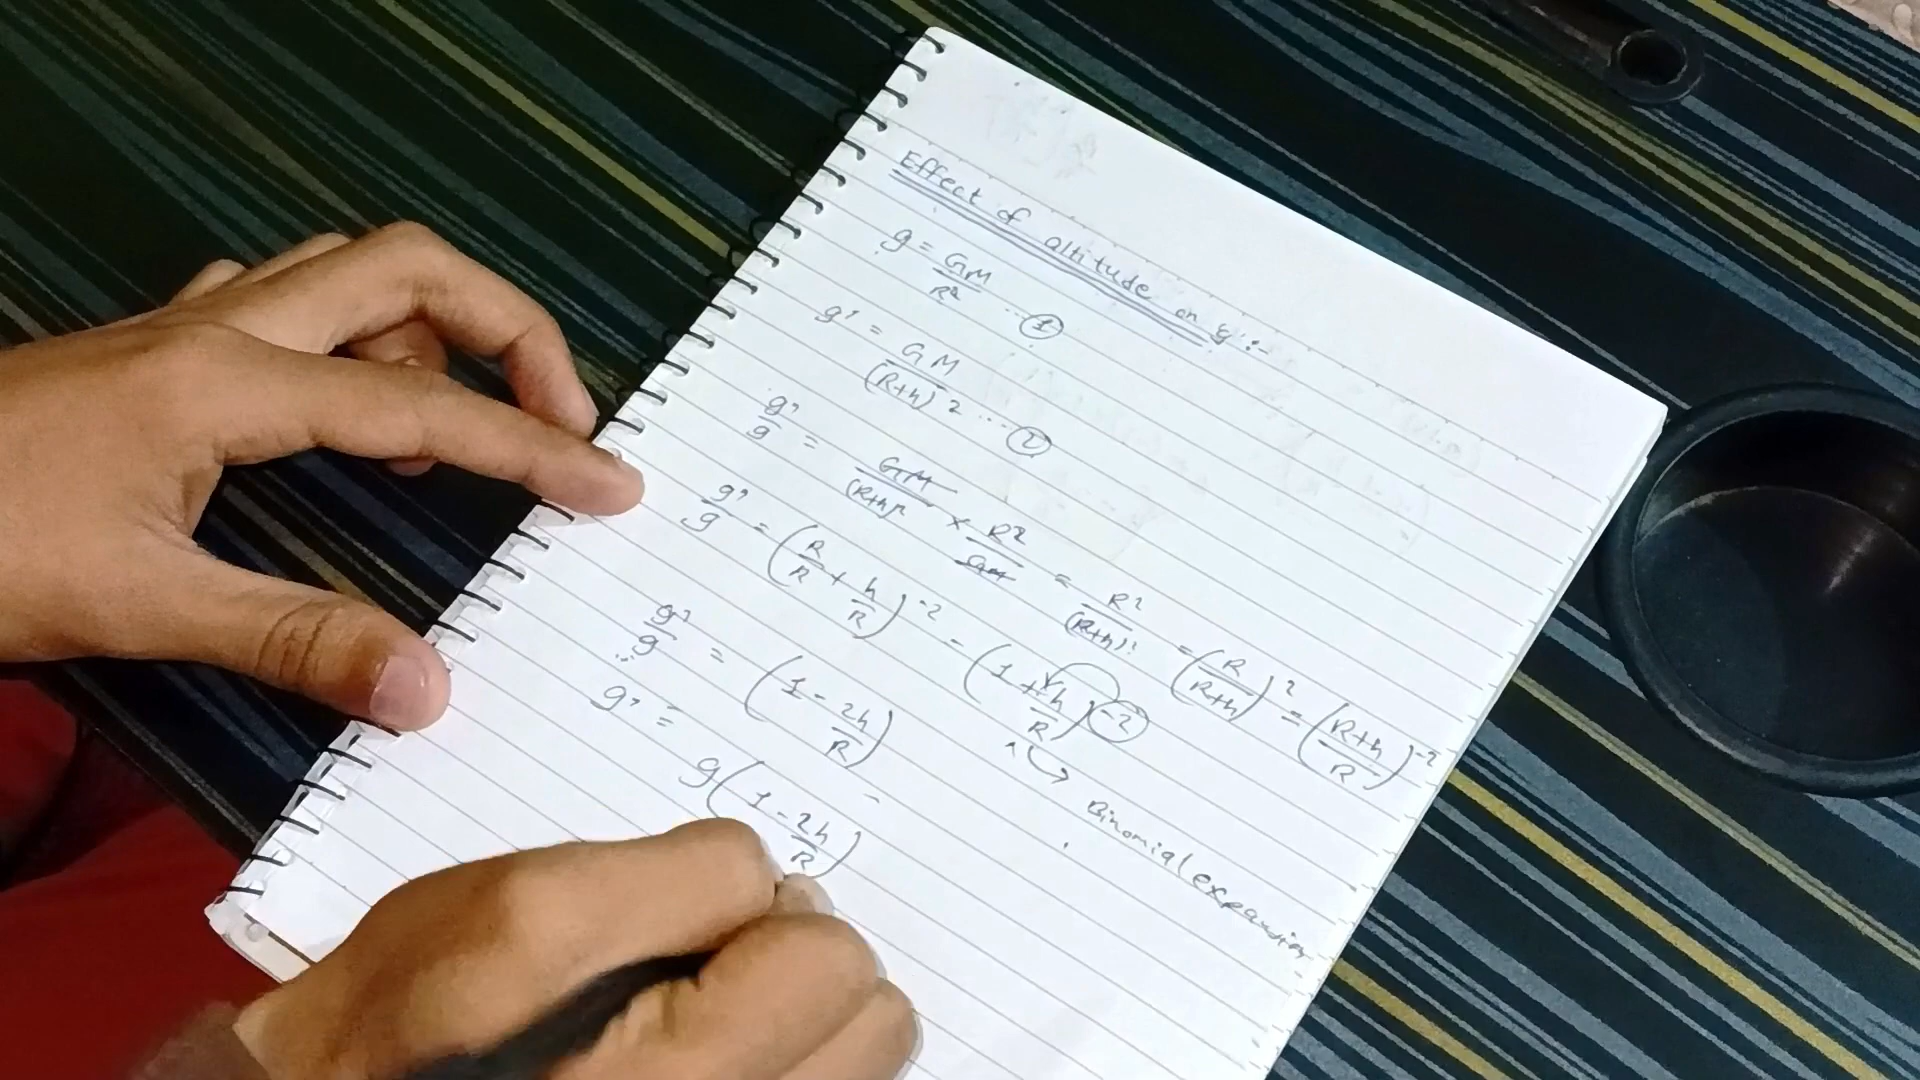 Effect of altitude on g :-
g = GM/R² ... ①
g' = GM/(R+h)² ... ②
g'/g = GM/(R+h)² × R²/GM = R²/(R+h)² = (R/R+h)² = (R+h/R)⁻²
g'/g = (R/R + h/R)⁻² = (1 + h/R)⁻²
Binomial expansion
g'/g = (1 - 2h/R)
g' = g(1 - 2h/R)